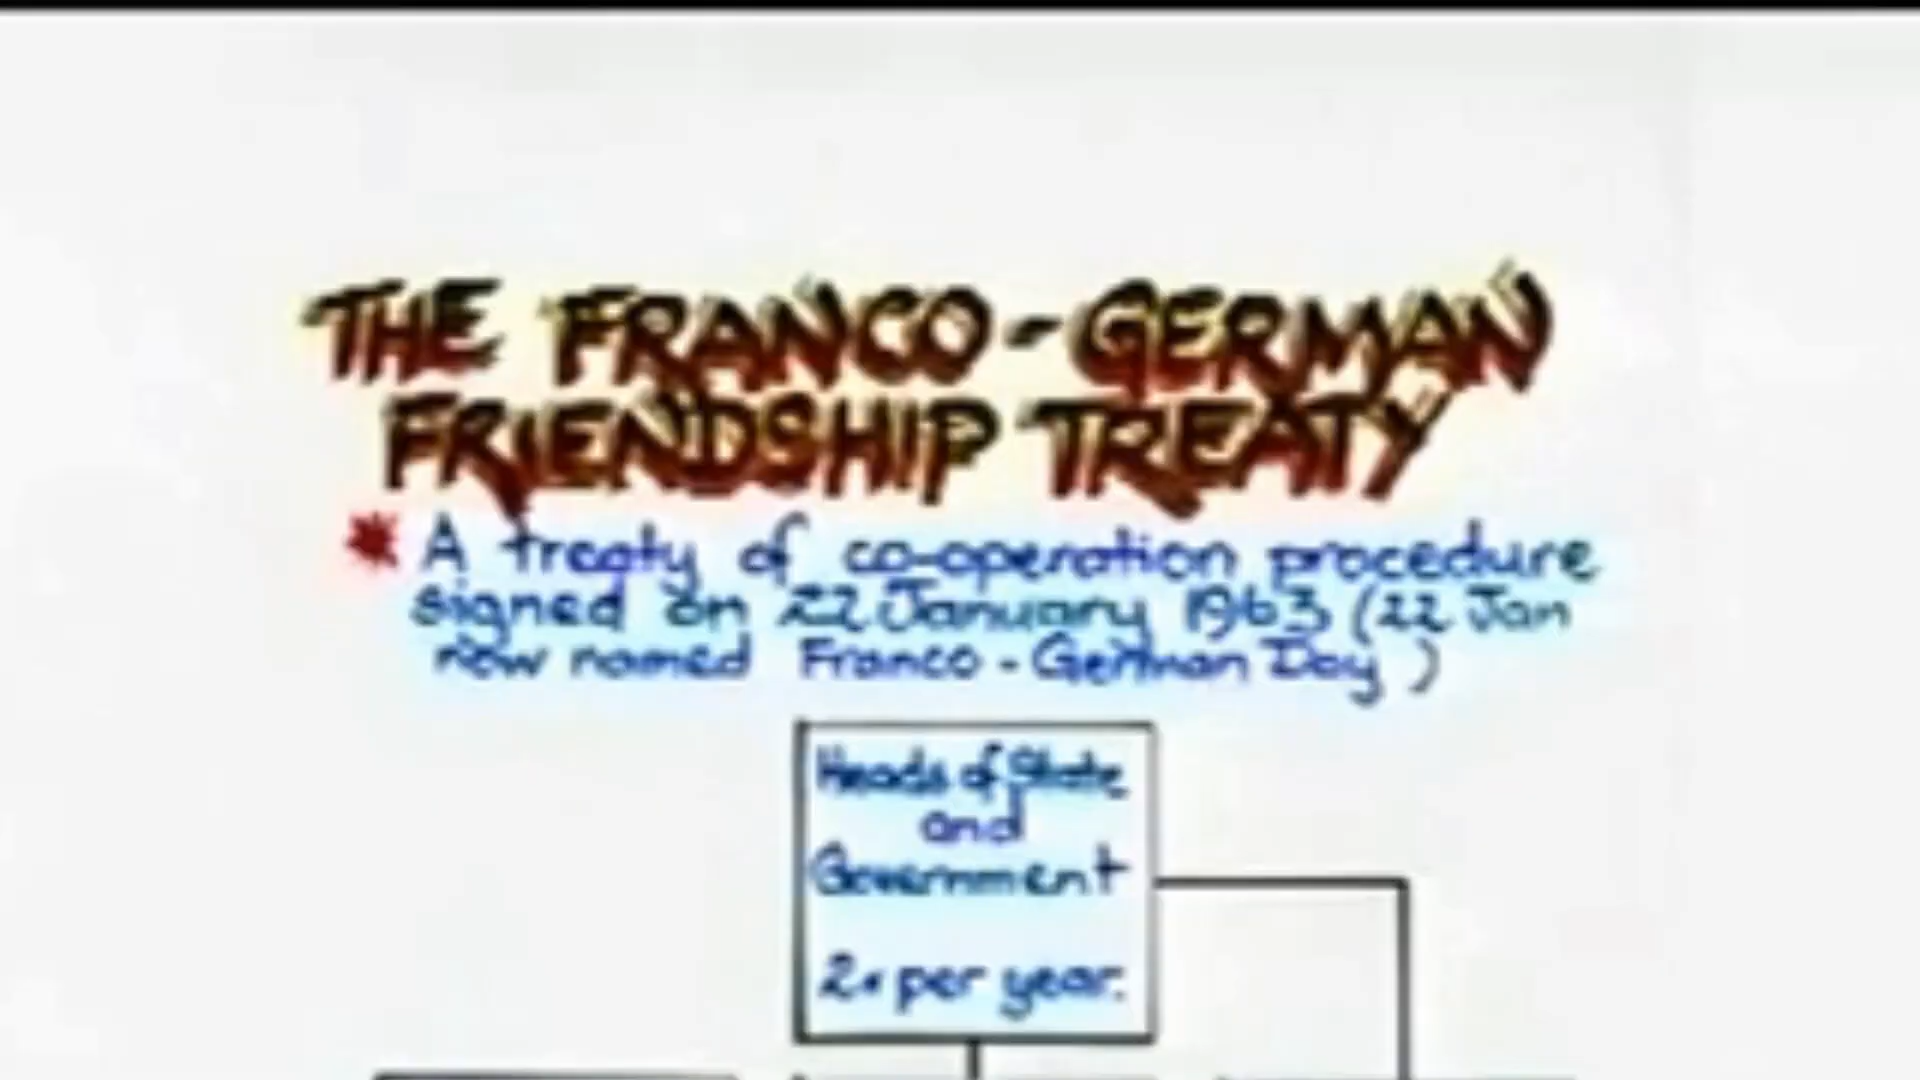 THE FRANCO-GERMAN
FRIENDSHIP TREATY
* A treaty of co-operation procedure
signed on 22 January 1963 (22 Jan
now named Franco-German Day)
Heads of State
and
Government
2x per year.